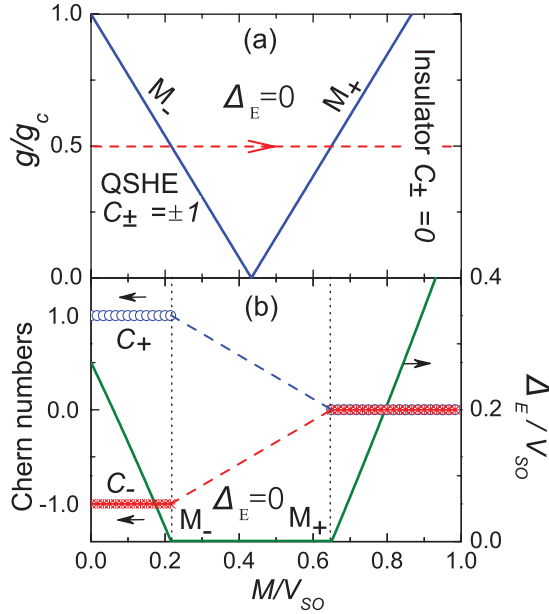 (a)
1.0
0.5
0.0
g/g_c
M_-
Δ_E=0
M_+
Insulator C_±=0
QSHE
C_±=±1
(b)
1.0
0.0
-1.0
Chern numbers
C_+
C_-
M_-
Δ_E=0
M_+
0.4
0.2
0.0
Δ_E/V_SO
0.0 0.2 0.4 0.6 0.8 1.0
M/V_SO